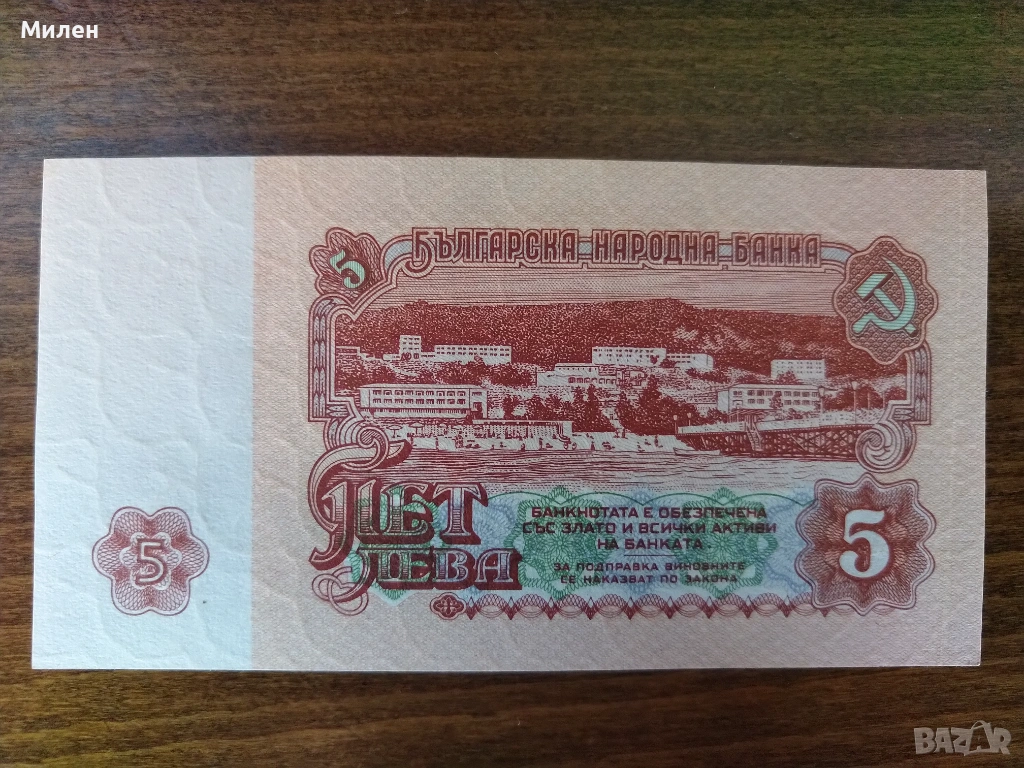 Милен
5 БЪЛГАРСКА НАРОДНА БАНКА
ПЕТ
ЛЕВА
БАНКНОТАТА Е ОБЕЗПЕЧЕНА
СЪС ЗЛАТО И ВСИЧКИ АКТИВИ
НА БАНКАТА
ЗА ПОДПРАВКА ВИНОВНИТЕ
СЕ НАКАЗВАТ ПО ЗАКОНА
5
5
BAZAR